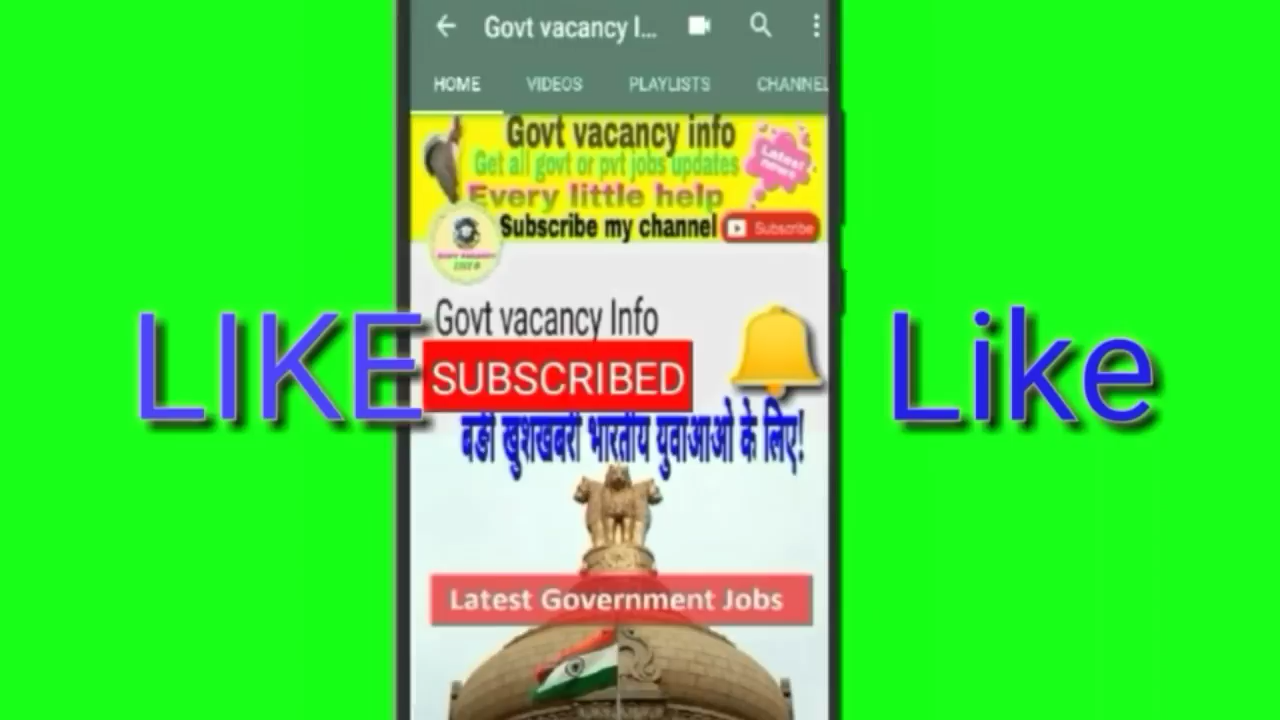 Govt vacancy I...
HOME VIDEOS PLAYLISTS CHANNEL
Govt vacancy info
Get all govt or pvt jobs updates
Latest news
Every little help
Subscribe my channel
Subscribe
Govt vacancy Info
LIKE
SUBSCRIBED
Like
बडी खुशखबरी भारतीय युवाआओ के लिए!
Latest Government Jobs